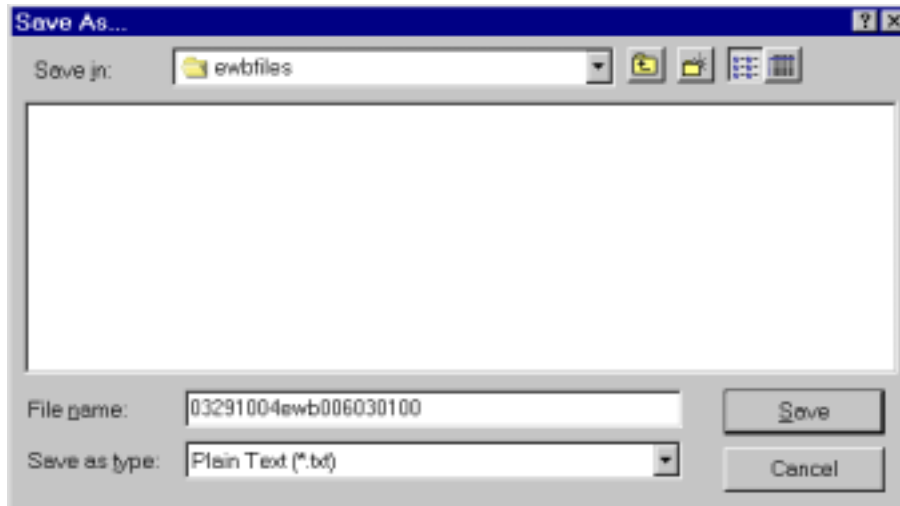 Save As...
Save in: ewbfiles
File name: 03291004ewb006030100 Save
Save as type: Plain Text (*.txt) Cancel